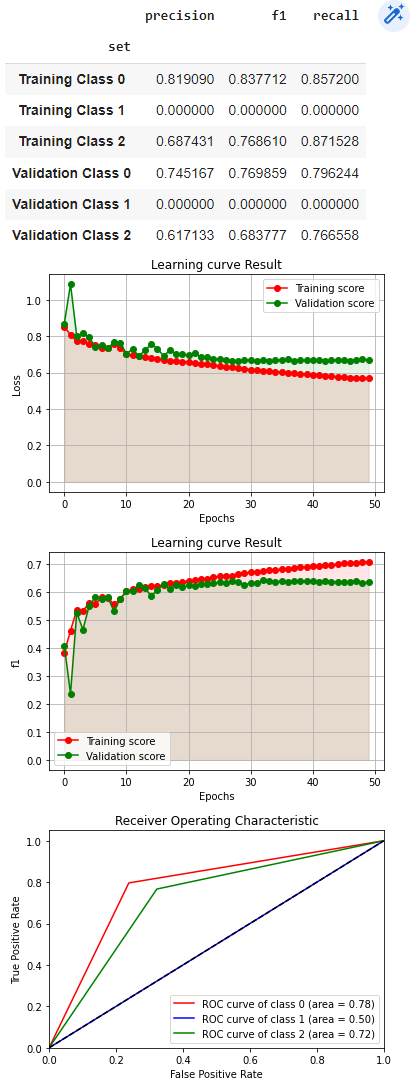 precision f1 recall
set
Training Class 0 0.819090 0.837712 0.857200
Training Class 1 0.000000 0.000000 0.000000
Training Class 2 0.687431 0.768610 0.871528
Validation Class 0 0.745167 0.769859 0.796244
Validation Class 1 0.000000 0.000000 0.000000
Validation Class 2 0.617133 0.683777 0.766558
Learning curve Result
Training score
Validation score
1.0
0.8
0.6
0.4
0.2
0.0
Loss
0 10 20 30 40 50
Epochs
Learning curve Result
0.7
0.6
0.5
0.4
0.3
0.2
0.1
0.0
f1
Training score
Validation score
0 10 20 30 40 50
Epochs
Receiver Operating Characteristic
1.0
0.8
0.6
0.4
0.2
0.0
True Positive Rate
ROC curve of class 0 (area = 0.78)
ROC curve of class 1 (area = 0.50)
ROC curve of class 2 (area = 0.72)
0.0 0.2 0.4 0.6 0.8 1.0
False Positive Rate